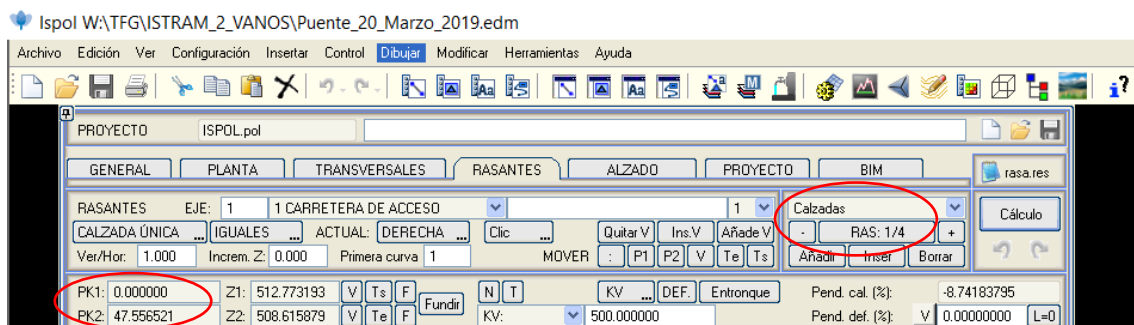 Ispol W:\TFG\ISTRAM_2_VANOS\Puente_20_Marzo_2019.edm
Archivo Edición Ver Configuración Insertar Control Dibujar Modificar Herramientas Ayuda
PROYECTO ISPOL.pol
GENERAL PLANTA TRANSVERSALES RASANTES ALZADO PROYECTO BIM rasa.res
RASANTES EJE: 1 1 CARRETERA DE ACCESO 1 Calzadas Cálculo
CALZADA ÚNICA ... IGUALES ... ACTUAL: DERECHA ... Clic ... Quitar V Ins.V Añade V - RAS: 1/4 +
Ver/Hor: 1.000 Increm. Z: 0.000 Primera curva 1 MOVER : P1 P2 V Te Ts Añadir Inser Borrar
PK1: 0.000000 Z1: 512.773193 V Ts F Fundir N T KV ... DEF. Entronque Pend. cal. (%): -8.74183795
PK2: 47.556521 Z2: 508.615879 V Te F KV: 500.000000 Pend. def. (%): V 0.00000000 L=0